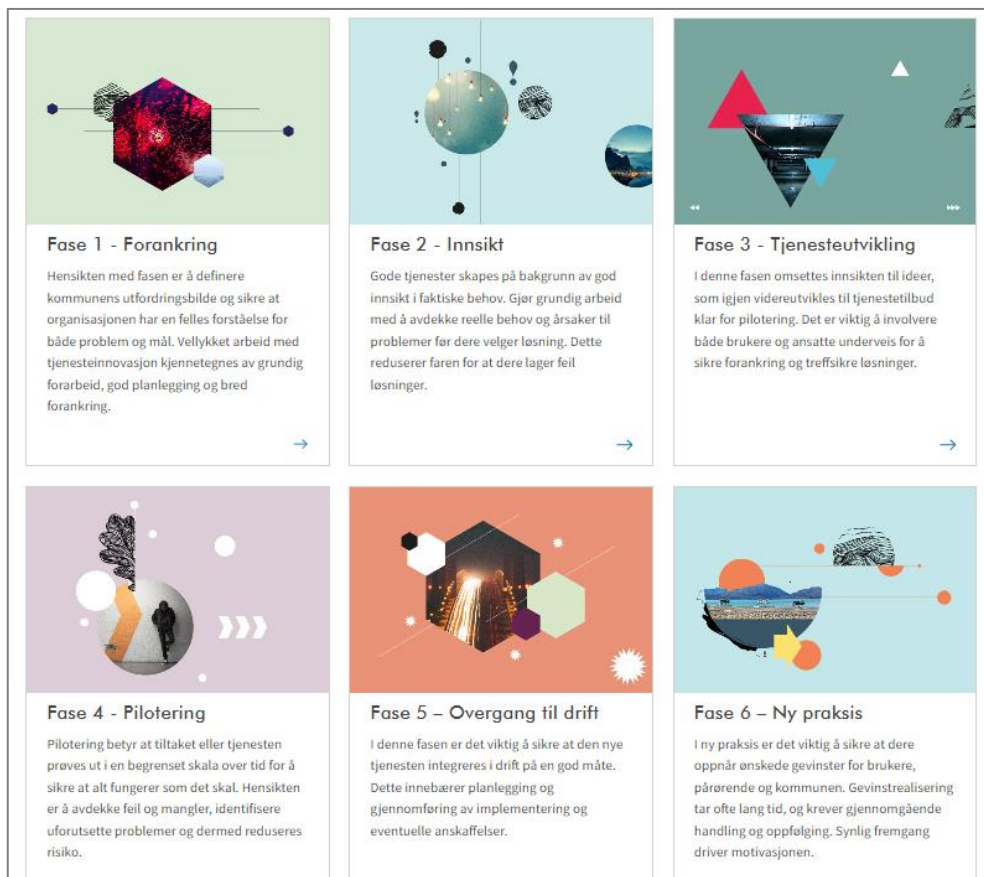 Fase 1 - Forankring
Hensikten med fasen er å definere
kommunens utfordringsbilde og sikre at
organisasjonen har en felles forståelse for
både problem og mål. Vellykket arbeid med
tjenesteinnovasjon kjennetegnes av grundig
forarbeid, god planlegging og bred
forankring.
Fase 2 - Innsikt
Gode tjenester skapes på bakgrunn av god
innsikt i faktiske behov. Gjør grundig arbeid
med å avdekke reelle behov og årsaker til
problemer før dere velger løsning. Dette
reduserer faren for at dere lager feil
løsninger.
Fase 3 - Tjenesteutvikling
I denne fasen omsettes innsikten til ideer,
som igjen videreutvikles til tjenestetilbud
klar for pilotering. Det er viktig å involvere
både brukere og ansatte underveis for å
sikre forankring og treffsikre løsninger.
Fase 4 - Pilotering
Pilotering betyr at tiltaket eller tjenesten
prøves ut i en begrenset skala over tid for å
sikre at alt fungerer som det skal. Hensikten
er å avdekke feil og mangler, identifisere
uforutsette problemer og dermed reduseres
risiko.
Fase 5 – Overgang til drift
I denne fasen er det viktig å sikre at den nye
tjenesten integreres i drift på en god måte.
Dette innebærer planlegging og
gjennomføring av implementering og
eventuelle anskaffelser.
Fase 6 – Ny praksis
I ny praksis er det viktig å sikre at dere
oppnår ønskede gevinster for brukere,
pårørende og kommunen. Gevinstrealisering
tar ofte lang tid, og krever gjennomgående
handling og oppfølging. Synlig fremgang
driver motivasjonen.